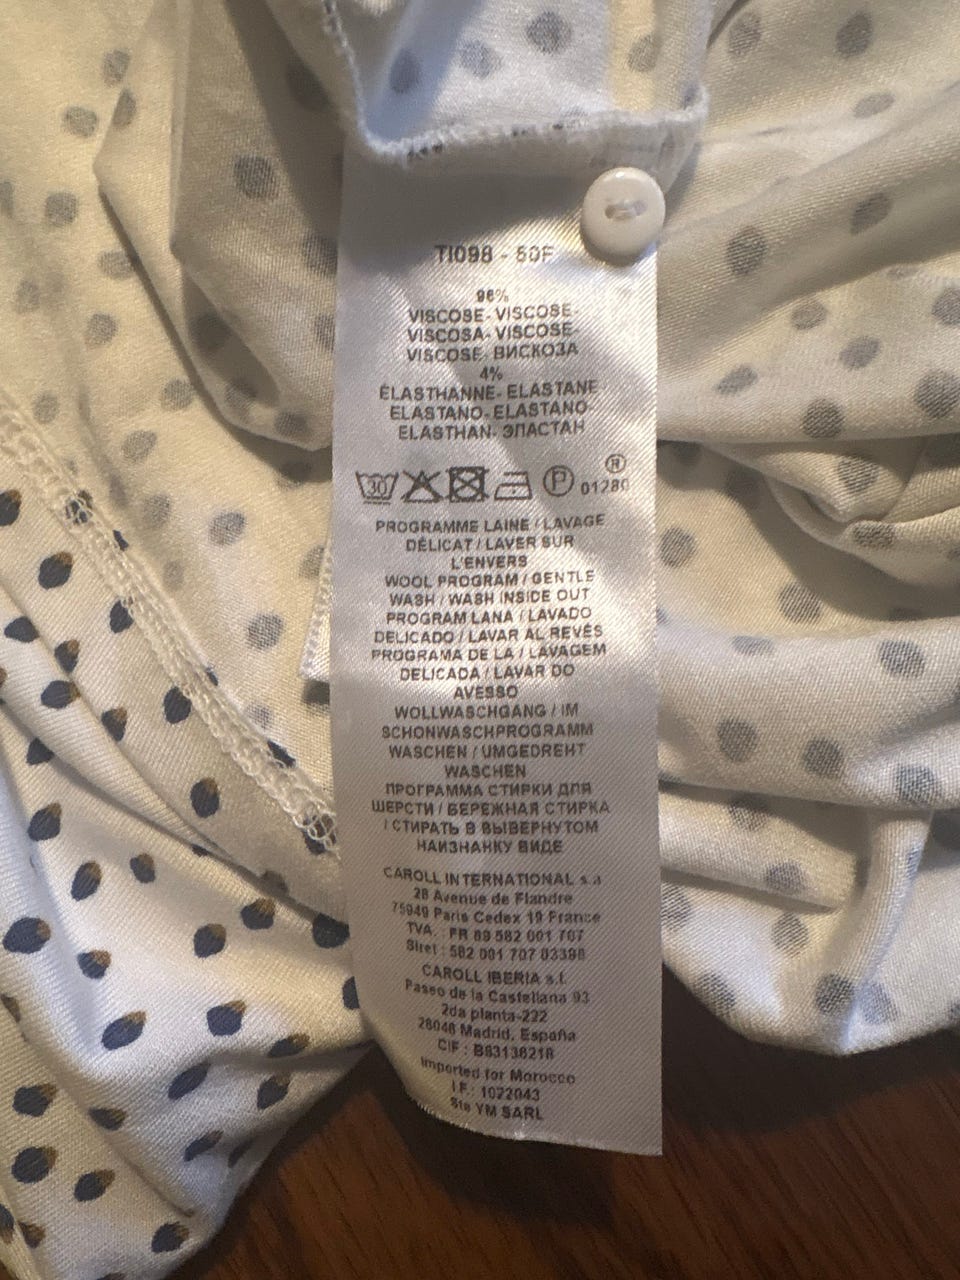 TI098 - 50F
96%
VISCOSE- VISCOSE-
VISCOSA- VISCOSE-
VISCOSE- ВИСКОЗА
4%
ÉLASTHANNE- ELASTANE-
ELASTANO- ELASTANO-
ELASTHAN- ЭЛАСТАН
30 P 01280 ®
PROGRAMME LAINE / LAVAGE
DÉLICAT / LAVER SUR
L'ENVERS
WOOL PROGRAM / GENTLE
WASH / WASH INSIDE OUT
PROGRAM LANA / LAVADO
DELICADO / LAVAR AL REVÉS
PROGRAMA DE LA / LAVAGEM
DELICADA / LAVAR DO
AVESSO
WOLLWASCHGANG / IM
SCHONWASCHPROGRAMM
WASCHEN / UMGEDREHT
WASCHEN
ПРОГРАММА СТИРКИ ДЛЯ
ШЕРСТИ / БЕРЕЖНАЯ СТИРКА
/ СТИРАТЬ В ВЫВЕРНУТОМ
НАИЗНАНКУ ВИДЕ
CAROLL INTERNATIONAL s.a
28 Avenue de Flandre
75949 Paris Cedex 19 France
TVA. : FR 89 582 001 707
Siret : 582 001 707 03398
CAROLL IBERIA s.l.
Paseo de la Castellana 93
2da planta-222
28046 Madrid, España
CIF : B83136218
Imported for Morocco
I.F.: 1022043
Ste YM SARL